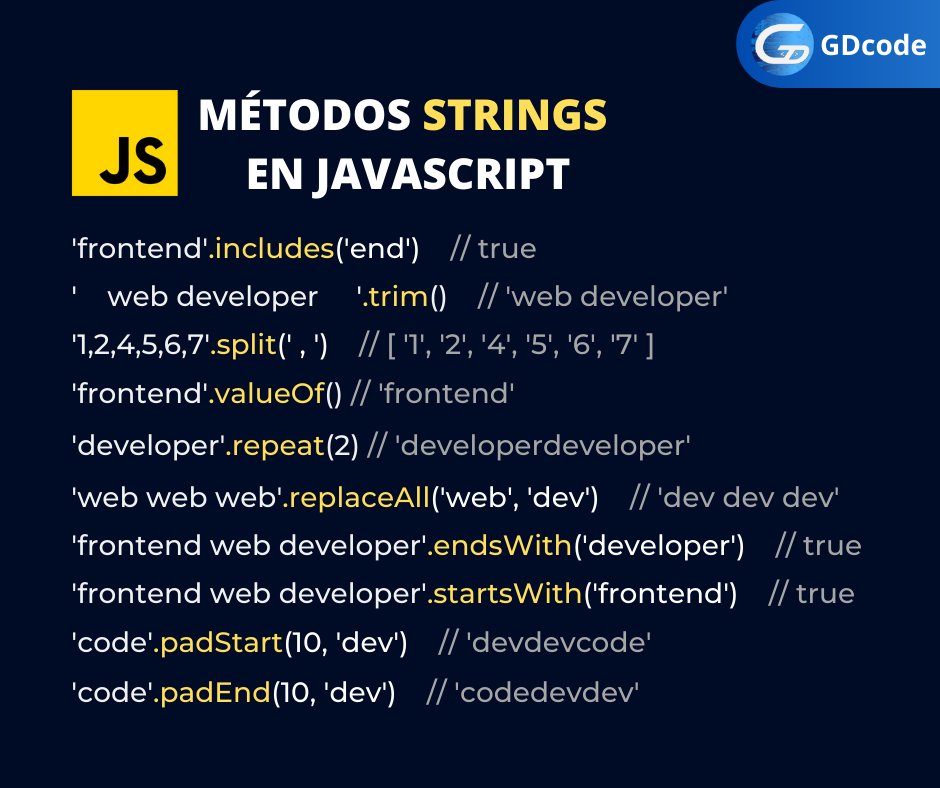 GDcode
JS
MÉTODOS STRINGS
EN JAVASCRIPT
'frontend'.includes('end')    // true
'    web developer     '.trim()    // 'web developer'
'1,2,4,5,6,7'.split(' , ')    // [ '1', '2', '4', '5', '6', '7' ]
'frontend'.valueOf() // 'frontend'
'developer'.repeat(2) // 'developerdeveloper'
'web web web'.replaceAll('web', 'dev')    // 'dev dev dev'
'frontend web developer'.endsWith('developer')    // true
'frontend web developer'.startsWith('frontend')    // true
'code'.padStart(10, 'dev')    // 'devdevcode'
'code'.padEnd(10, 'dev')    // 'codedevdev'